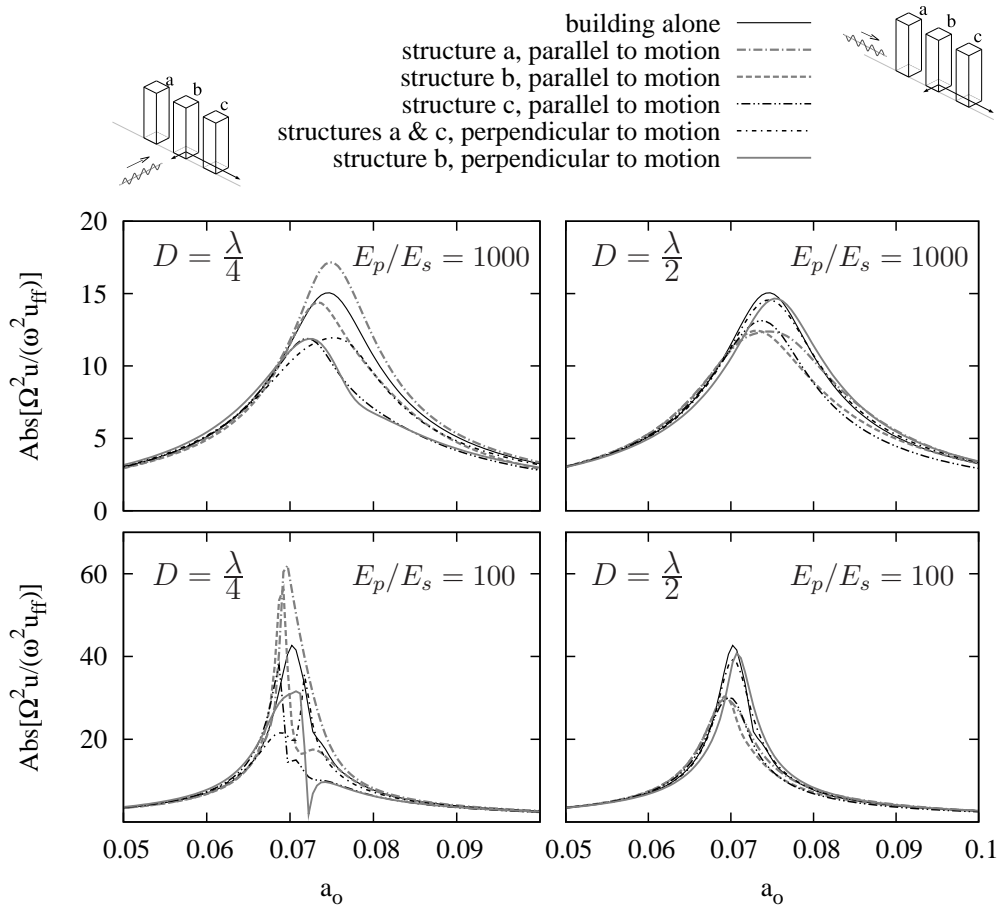 building alone
structure a, parallel to motion
structure b, parallel to motion
structure c, parallel to motion
structures a & c, perpendicular to motion
structure b, perpendicular to motion
a
b
c
a
b
c
20
15
10
5
0
Abs[Ω²u/(ω²u_ff)]
D = λ/4
E_p/E_s = 1000
D = λ/2
E_p/E_s = 1000
60
40
20
Abs[Ω²u/(ω²u_ff)]
D = λ/4
E_p/E_s = 100
D = λ/2
E_p/E_s = 100
0.05 0.06 0.07 0.08 0.09 0.05 0.06 0.07 0.08 0.09 0.1
a_o a_o